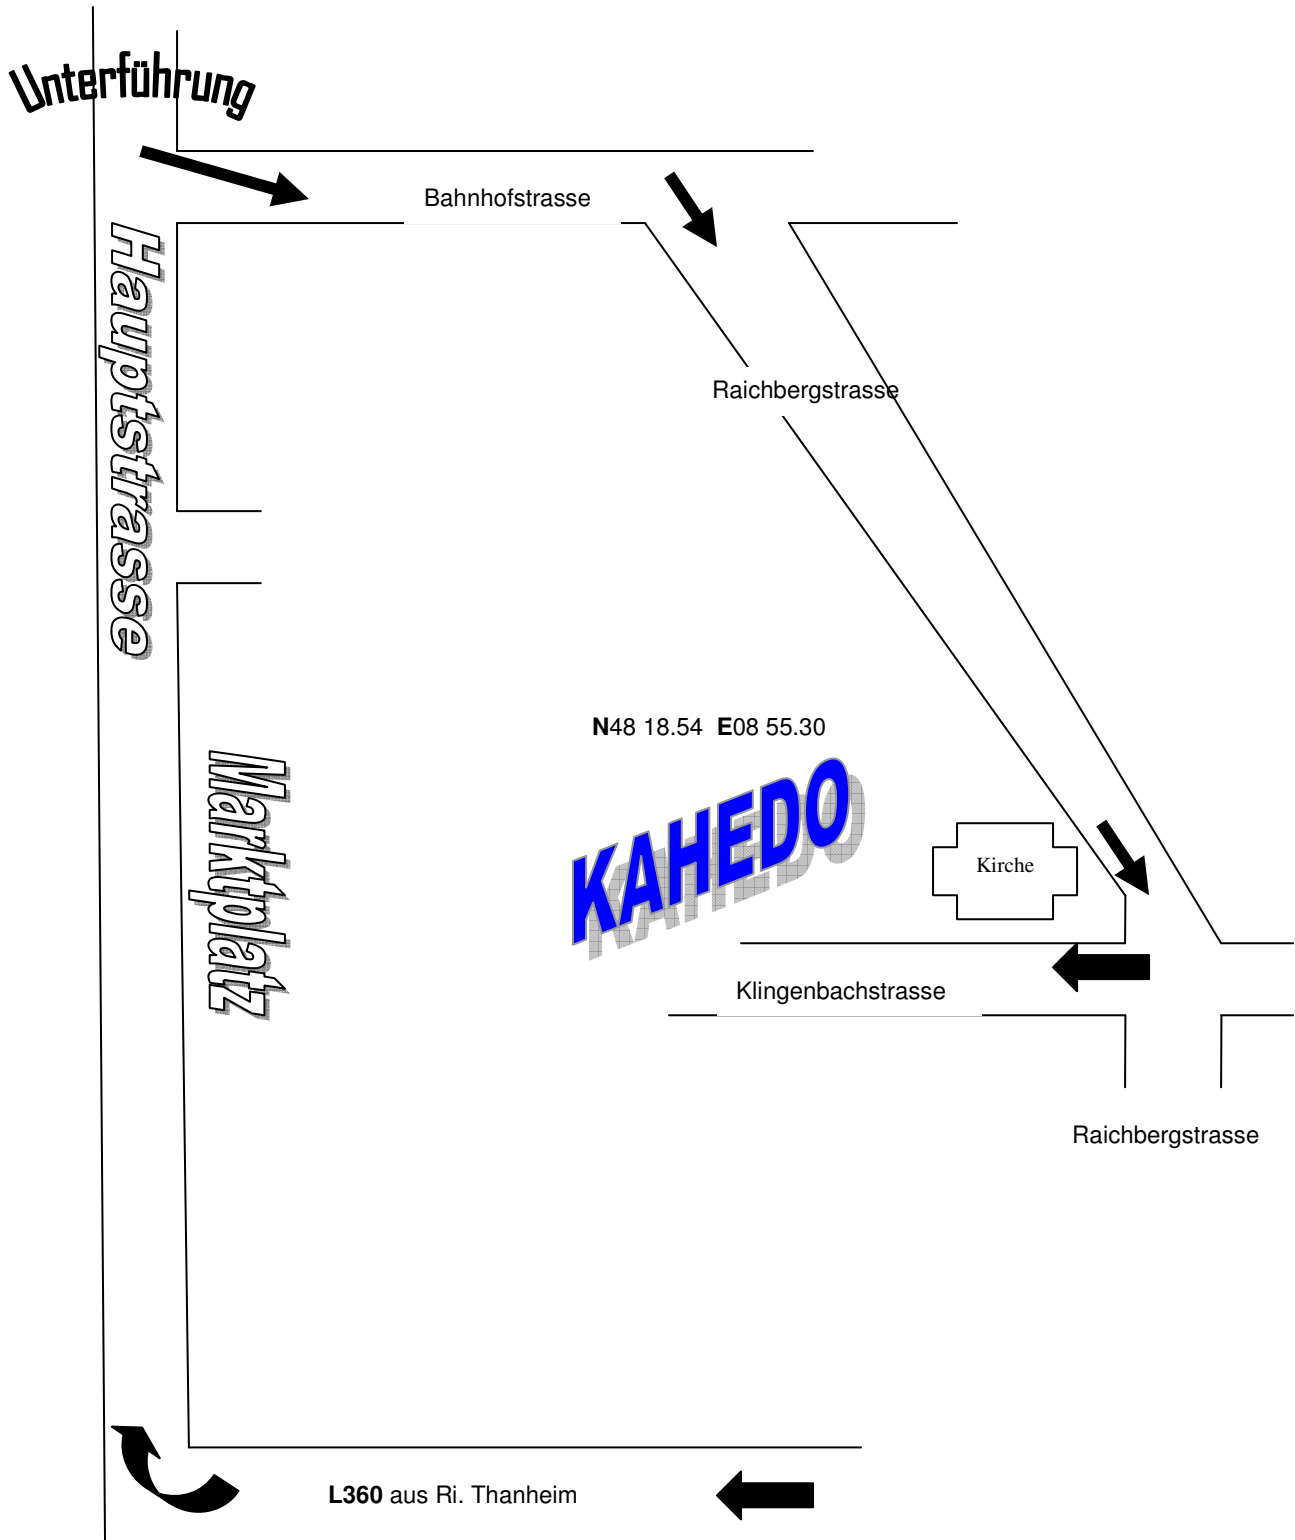 Unterführung
Bahnhofstrasse
Hauptstrasse
Raichbergstrasse
N48 18.54 E08 55.30
Marktplatz
KAHEDO
Kirche
Klingenbachstrasse
Raichbergstrasse
L360 aus Ri. Thanheim